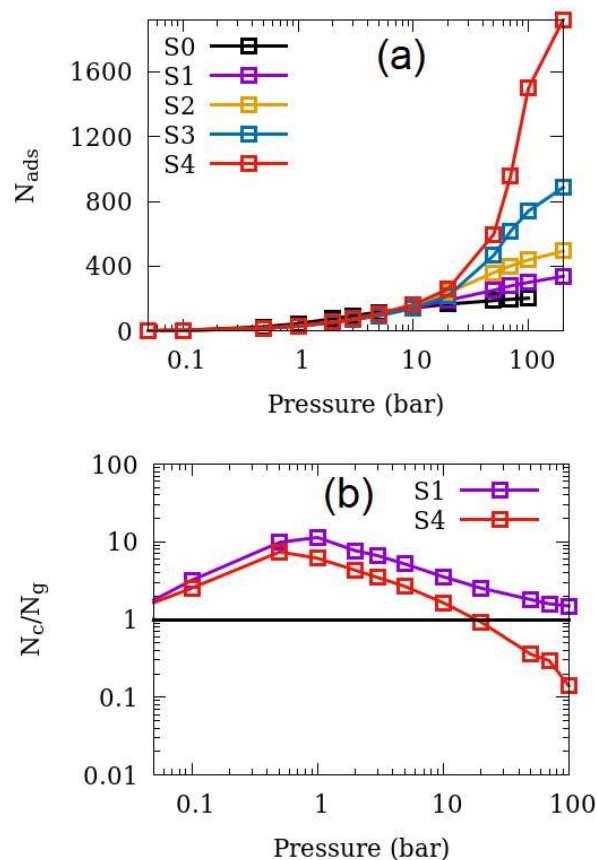 (a)
S0
S1
S2
S3
S4
N_ads
1600
1200
800
400
0
0.1 1 10 100
Pressure (bar)
(b)
S1
S4
N_c/N_g
100
10
1
0.1
0.01
0.1 1 10 100
Pressure (bar)